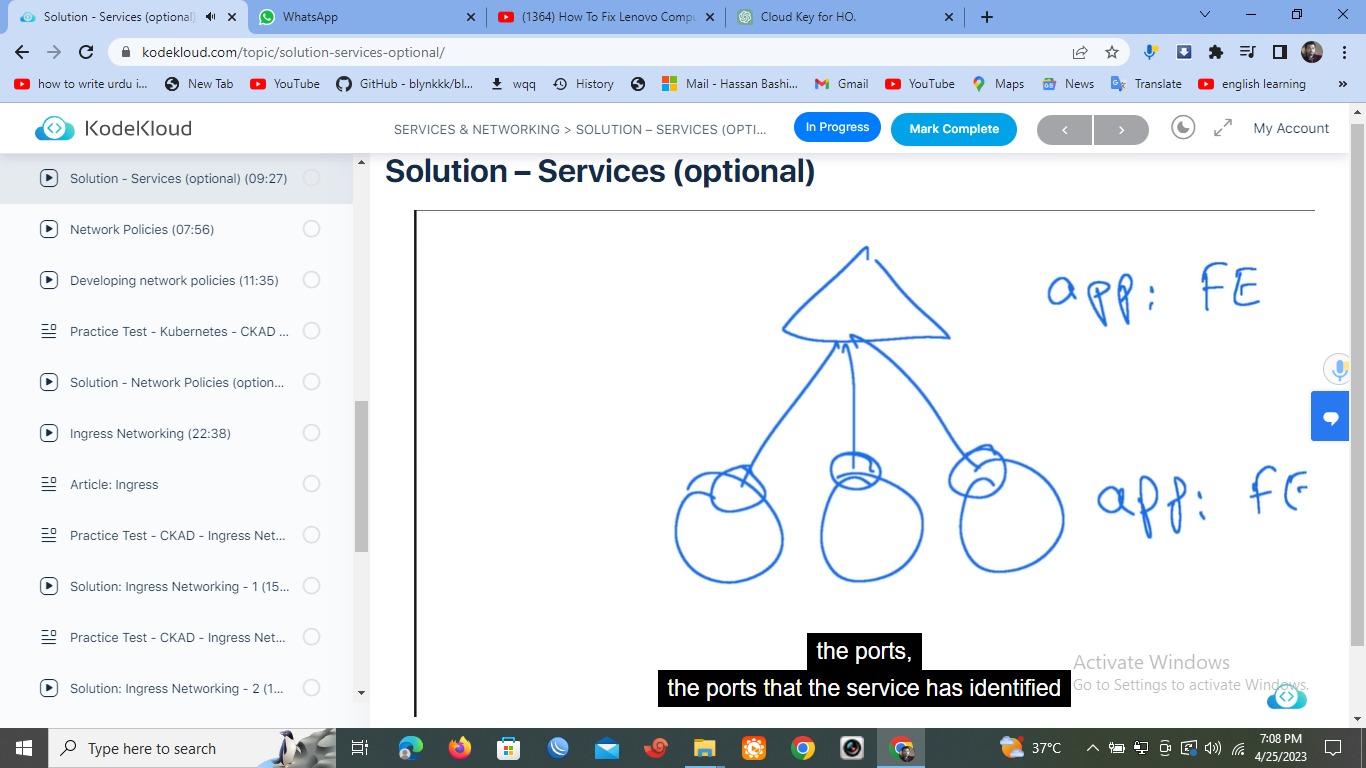 Solution - Services (optional)
WhatsApp
(1364) How To Fix Lenovo Compu
Cloud Key for HO.
kodekloud.com/topic/solution-services-optional/
how to write urdu i...
New Tab
YouTube
GitHub - blynkkk/bl...
wqq
History
Mail - Hassan Bashi...
Gmail
YouTube
Maps
News
Translate
english learning
»
KodeKloud
SERVICES & NETWORKING > SOLUTION – SERVICES (OPTI...
In Progress
Mark Complete
My Account
Solution - Services (optional) (09:27)
Network Policies (07:56)
Developing network policies (11:35)
Practice Test - Kubernetes - CKAD ...
Solution - Network Policies (option...
Ingress Networking (22:38)
Article: Ingress
Practice Test - CKAD - Ingress Net...
Solution: Ingress Networking - 1 (15...
Practice Test - CKAD - Ingress Net...
Solution: Ingress Networking - 2 (1...
Solution – Services (optional)
app: FE
app: FE
the ports,
the ports that the service has identified
Activate Windows
Go to Settings to activate Windows.
Type here to search
37°C
7:08 PM
4/25/2023